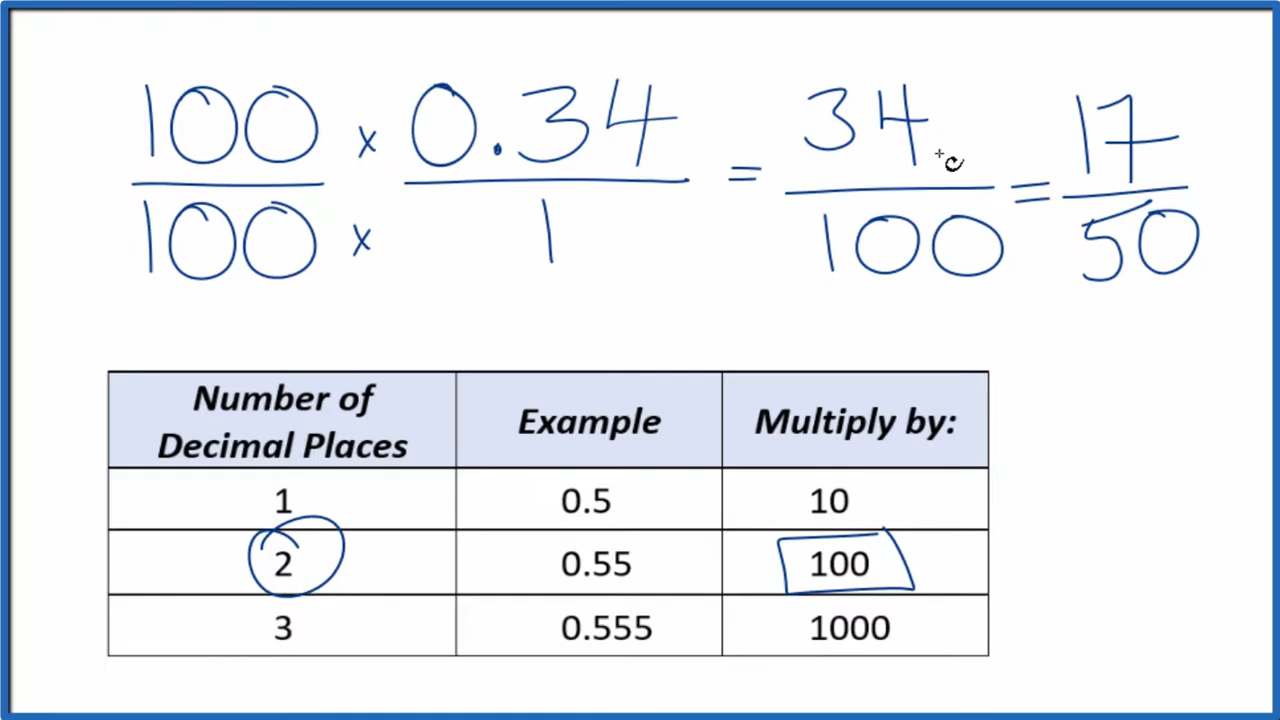 100 × 0.34 = 34 = 17
100 × 1 100 50
Number of Decimal Places Example Multiply by:
1 0.5 10
2 0.55 100
3 0.555 1000